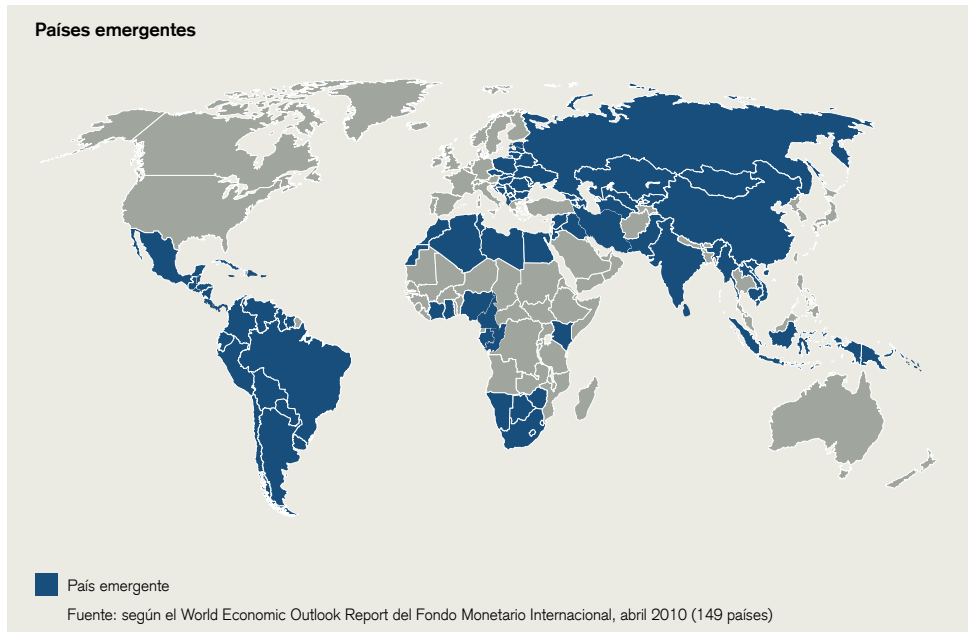 Países emergentes
País emergente
Fuente: según el World Economic Outlook Report del Fondo Monetario Internacional, abril 2010 (149 países)